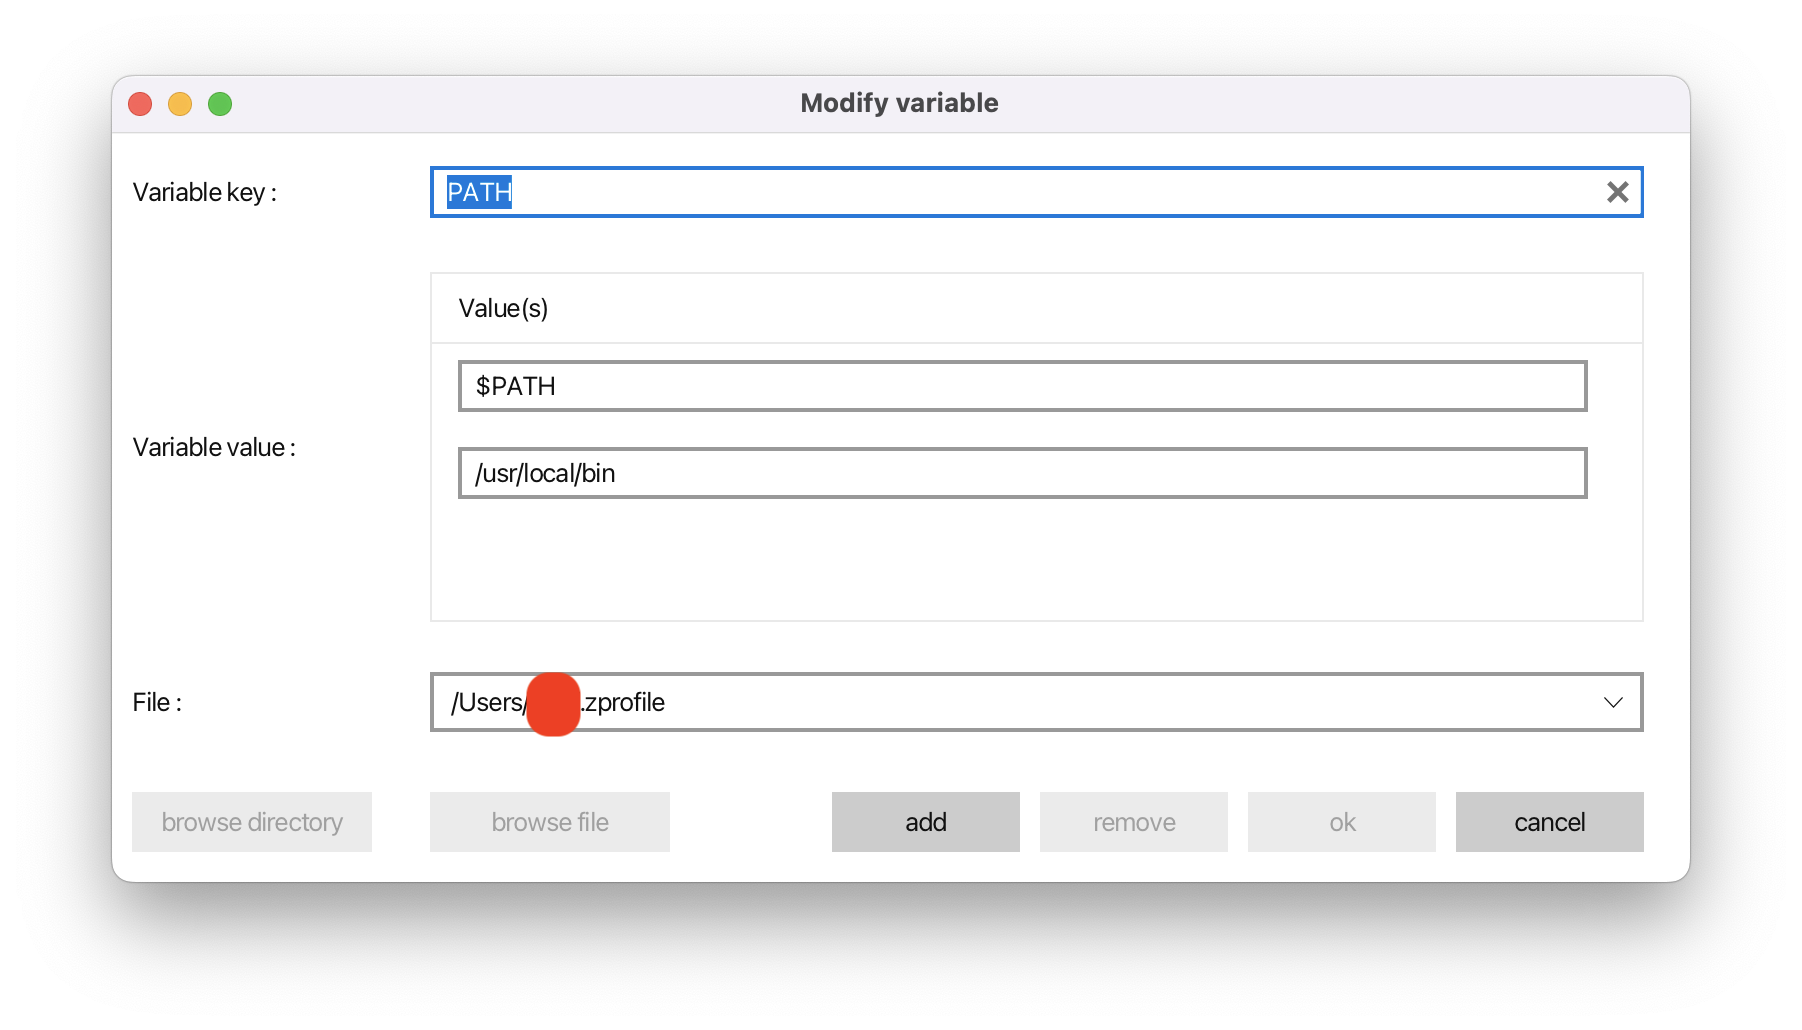 Modify variable
Variable key :
PATH
Value(s)
$PATH
Variable value :
/usr/local/bin
File :
/Users/ .zprofile
browse directory
browse file
add
remove
ok
cancel